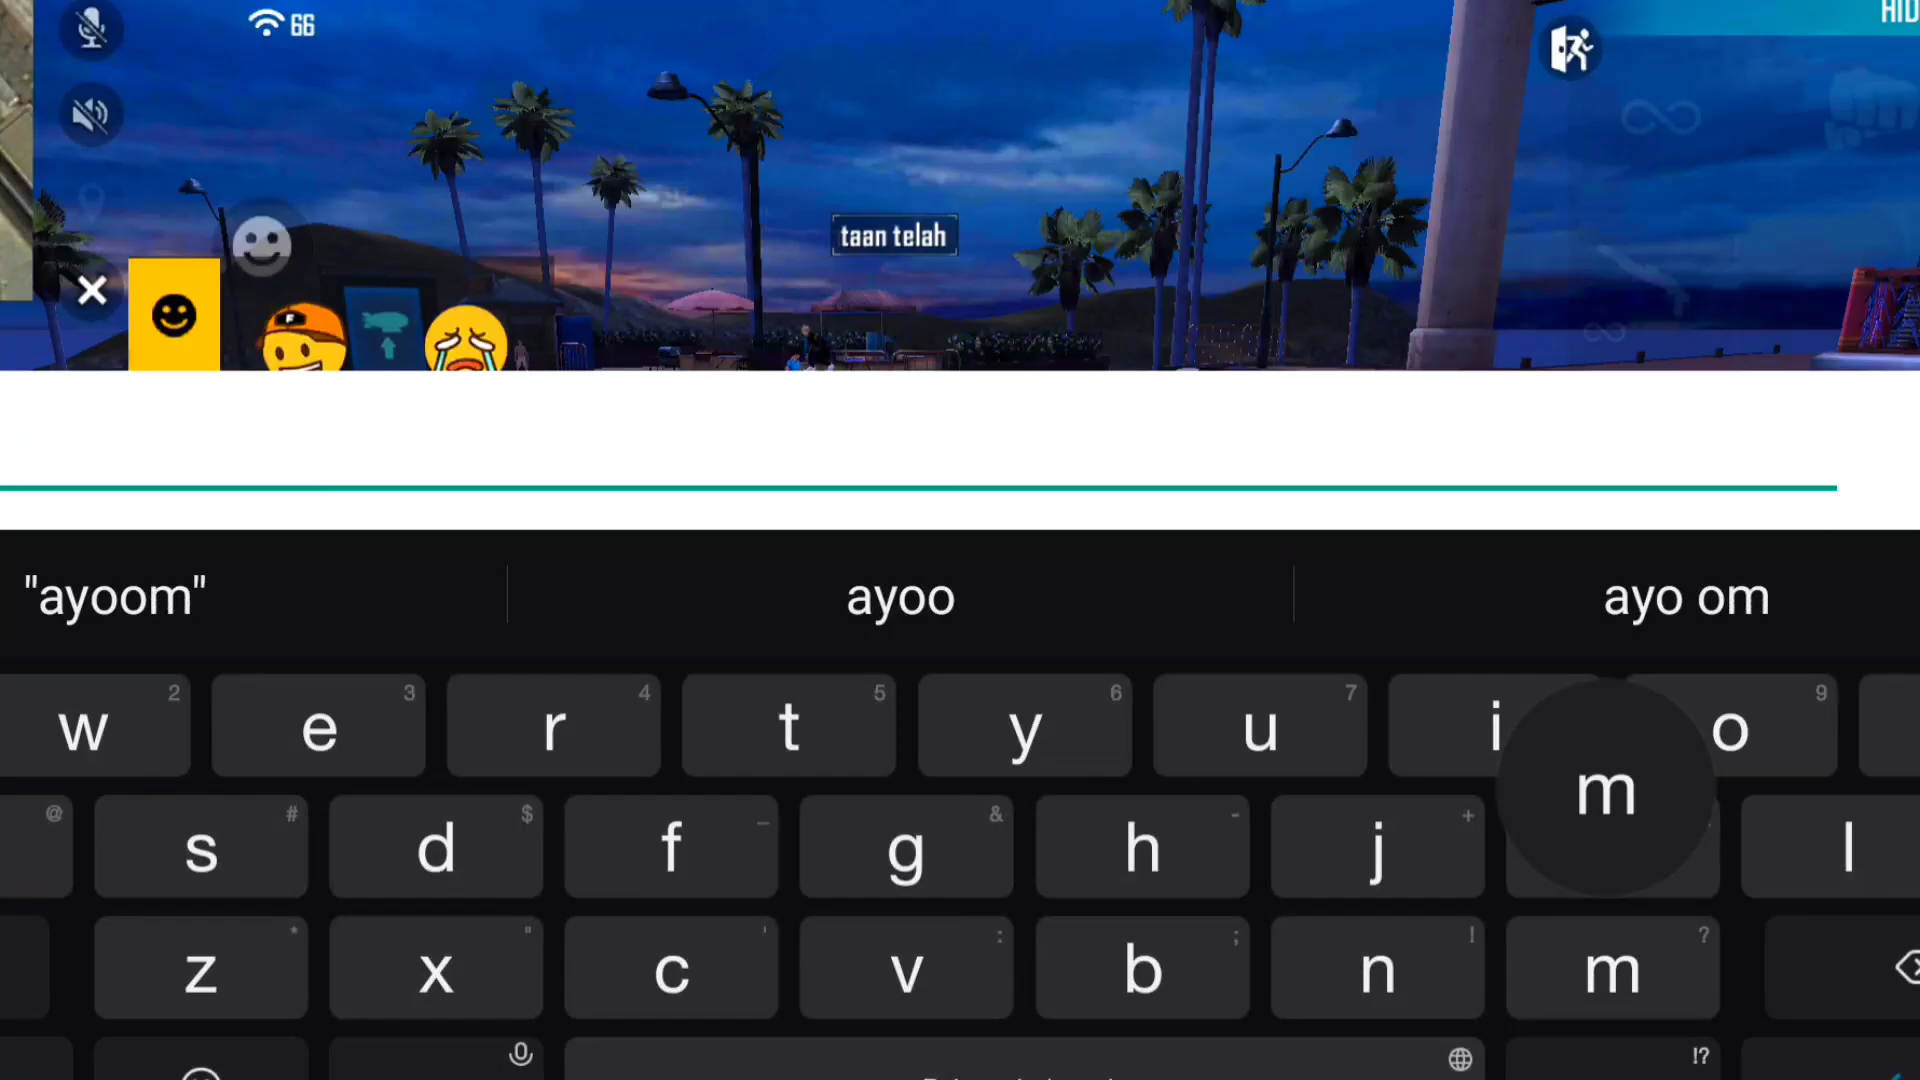 66
HID
taan telah
F
"ayoom" ayoo ayo om
w 2 e 3 r 4 t 5 y 6 u 7 i o 9
m
@ s # d $ f _ g & h - j + l
z * x " c ' v : b ; n ! m ?
!?